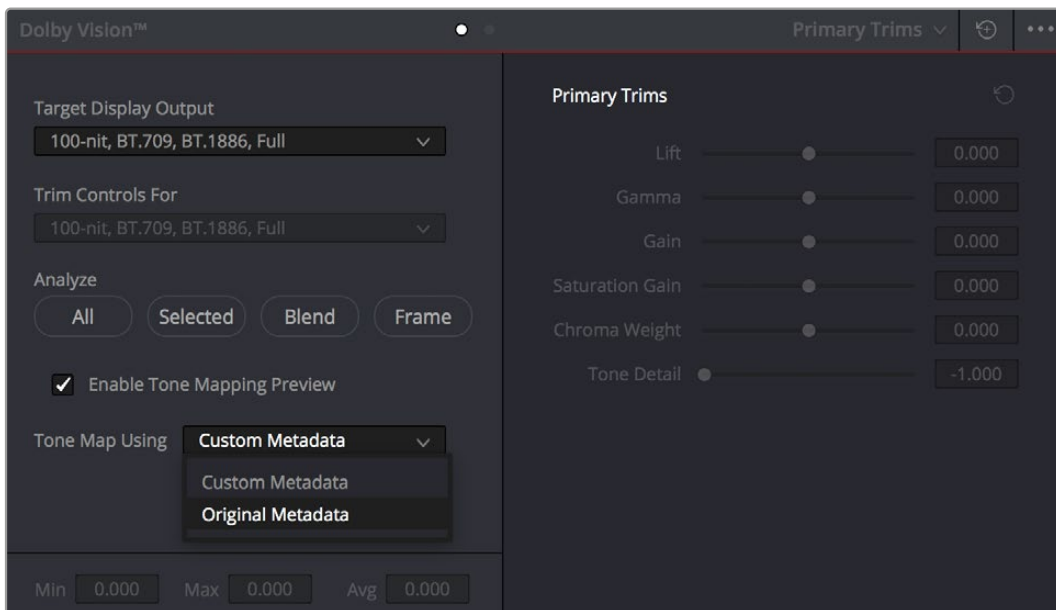 Dolby Vision™ Primary Trims
Target Display Output
100-nit, BT.709, BT.1886, Full
Trim Controls For
100-nit, BT.709, BT.1886, Full
Analyze
All Selected Blend Frame
Enable Tone Mapping Preview
Tone Map Using Custom Metadata
Custom Metadata
Original Metadata
Min 0.000 Max 0.000 Avg 0.000
Primary Trims
Lift 0.000
Gamma 0.000
Gain 0.000
Saturation Gain 0.000
Chroma Weight 0.000
Tone Detail -1.000